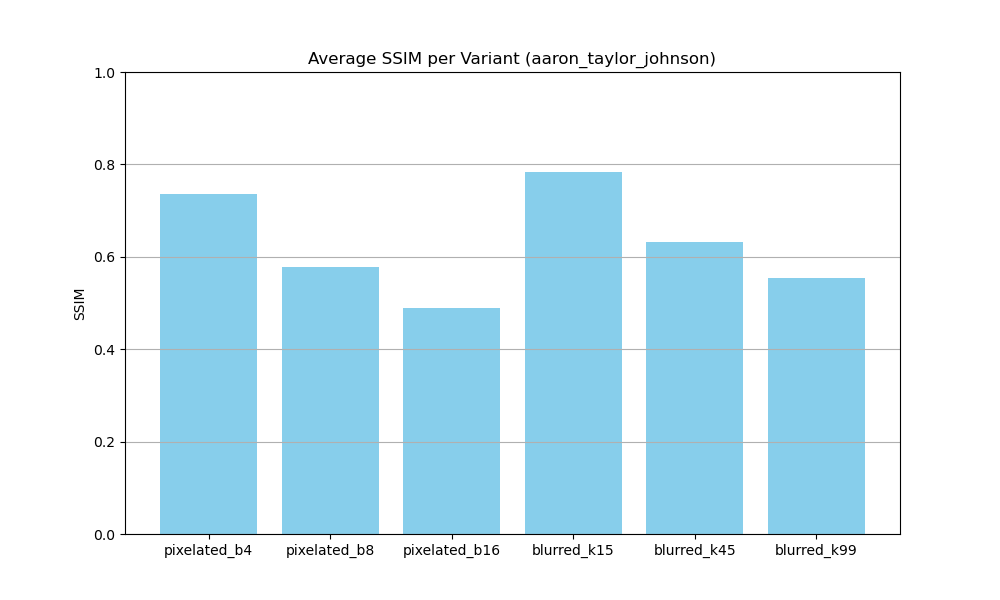 Average SSIM per Variant (aaron_taylor_johnson)
1.0
0.8
0.6
0.4
0.2
0.0
SSIM
pixelated_b4 pixelated_b8 pixelated_b16 blurred_k15 blurred_k45 blurred_k99